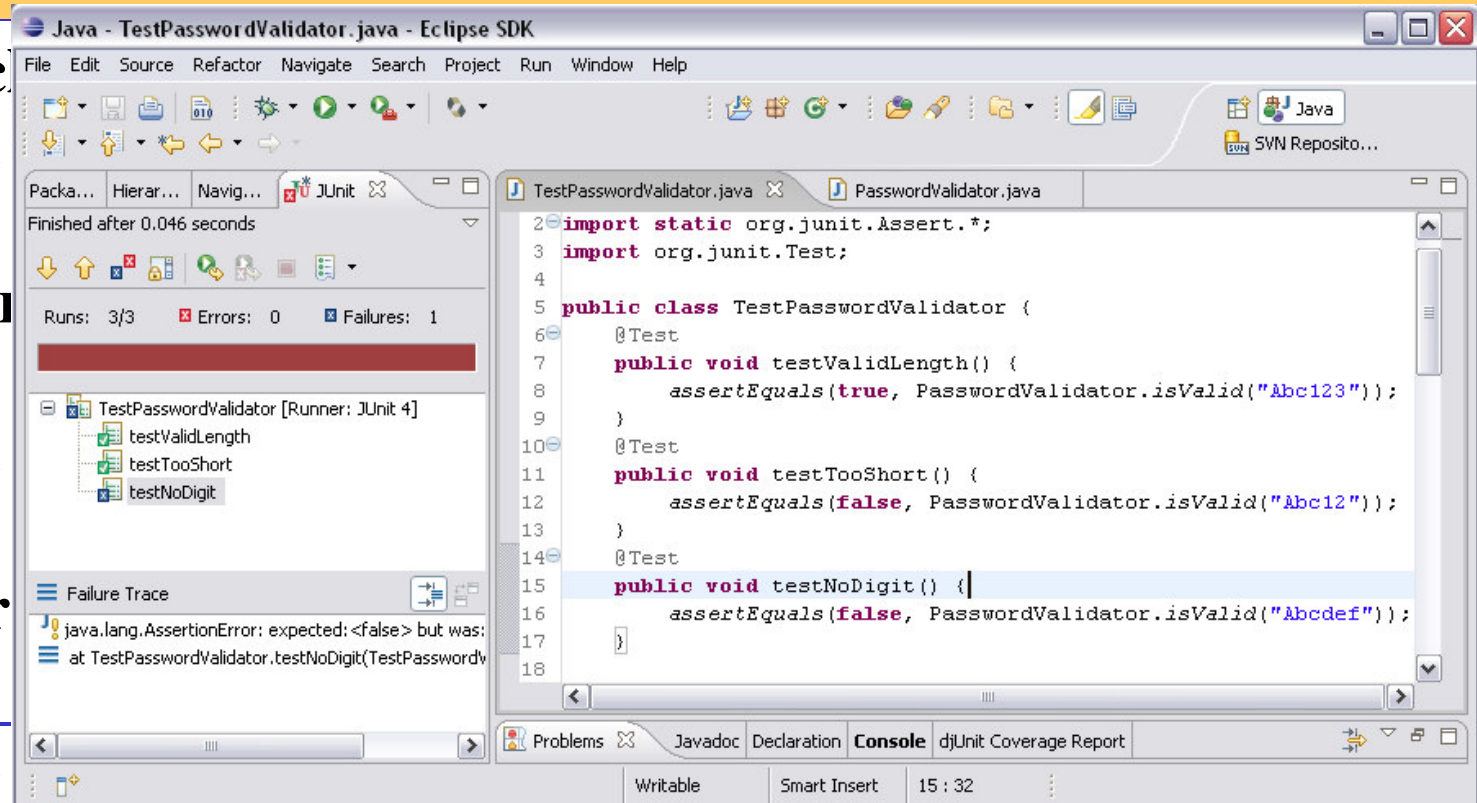 Java - TestPasswordValidator.java - Eclipse SDK
File Edit Source Refactor Navigate Search Project Run Window Help
Java
SVN Reposito...
Packa... Hierar... Navig... JUnit
TestPasswordValidator.java PasswordValidator.java
Finished after 0.046 seconds
Runs: 3/3 Errors: 0 Failures: 1
TestPasswordValidator [Runner: JUnit 4]
testValidLength
testTooShort
testNoDigit
Failure Trace
java.lang.AssertionError: expected:<false> but was:
at TestPasswordValidator.testNoDigit(TestPasswordV
2 import static org.junit.Assert.*;
3 import org.junit.Test;
4
5 public class TestPasswordValidator {
6 @Test
7 public void testValidLength() {
8 assertEquals(true, PasswordValidator.isValid("Abc123"));
9 }
10 @Test
11 public void testTooShort() {
12 assertEquals(false, PasswordValidator.isValid("Abc12"));
13 }
14 @Test
15 public void testNoDigit() {
16 assertEquals(false, PasswordValidator.isValid("Abcdef"));
17 }
18
Problems Javadoc Declaration Console djUnit Coverage Report
Writable Smart Insert 15 : 32